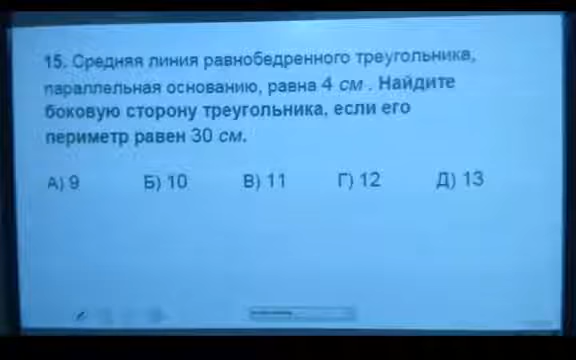 15. Средняя линия равнобедренного треугольника,
параллельная основанию, равна 4 см . Найдите
боковую сторону треугольника, если его
периметр равен 30 см.
А) 9 Б) 10 В) 11 Г) 12 Д) 13